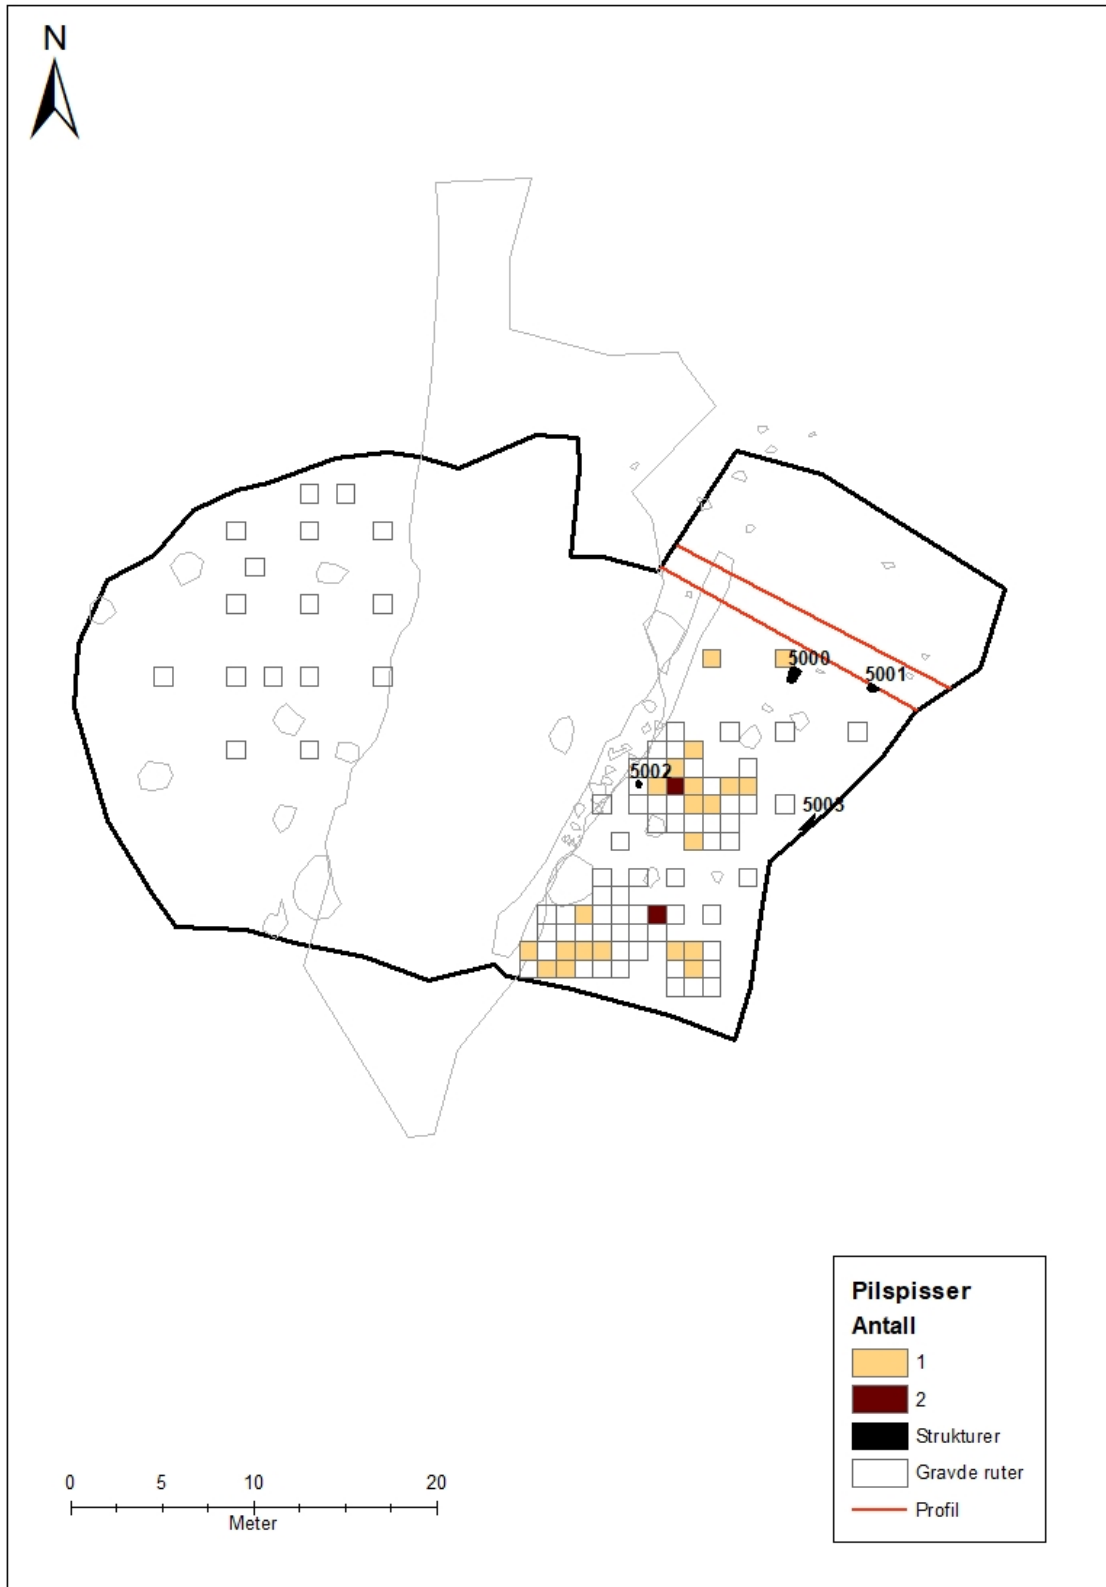 N
5000
5001
5002
5003
Pilspisser
Antall
1
2
Strukturer
Gravde ruter
Profil
0 5 10 20
Meter